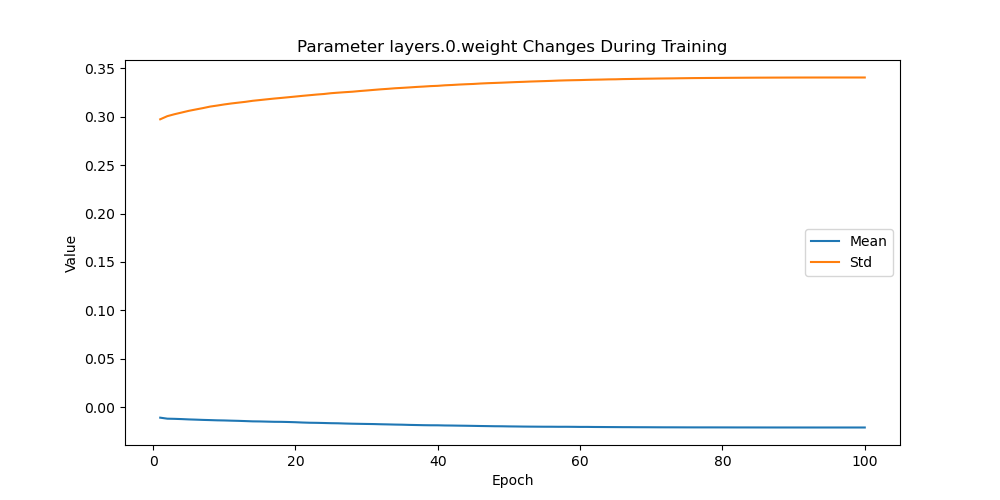 Parameter layers.0.weight Changes During Training
0.35
0.30
0.25
0.20
0.15
0.10
0.05
0.00
Value
Mean
Std
0 20 40 60 80 100
Epoch